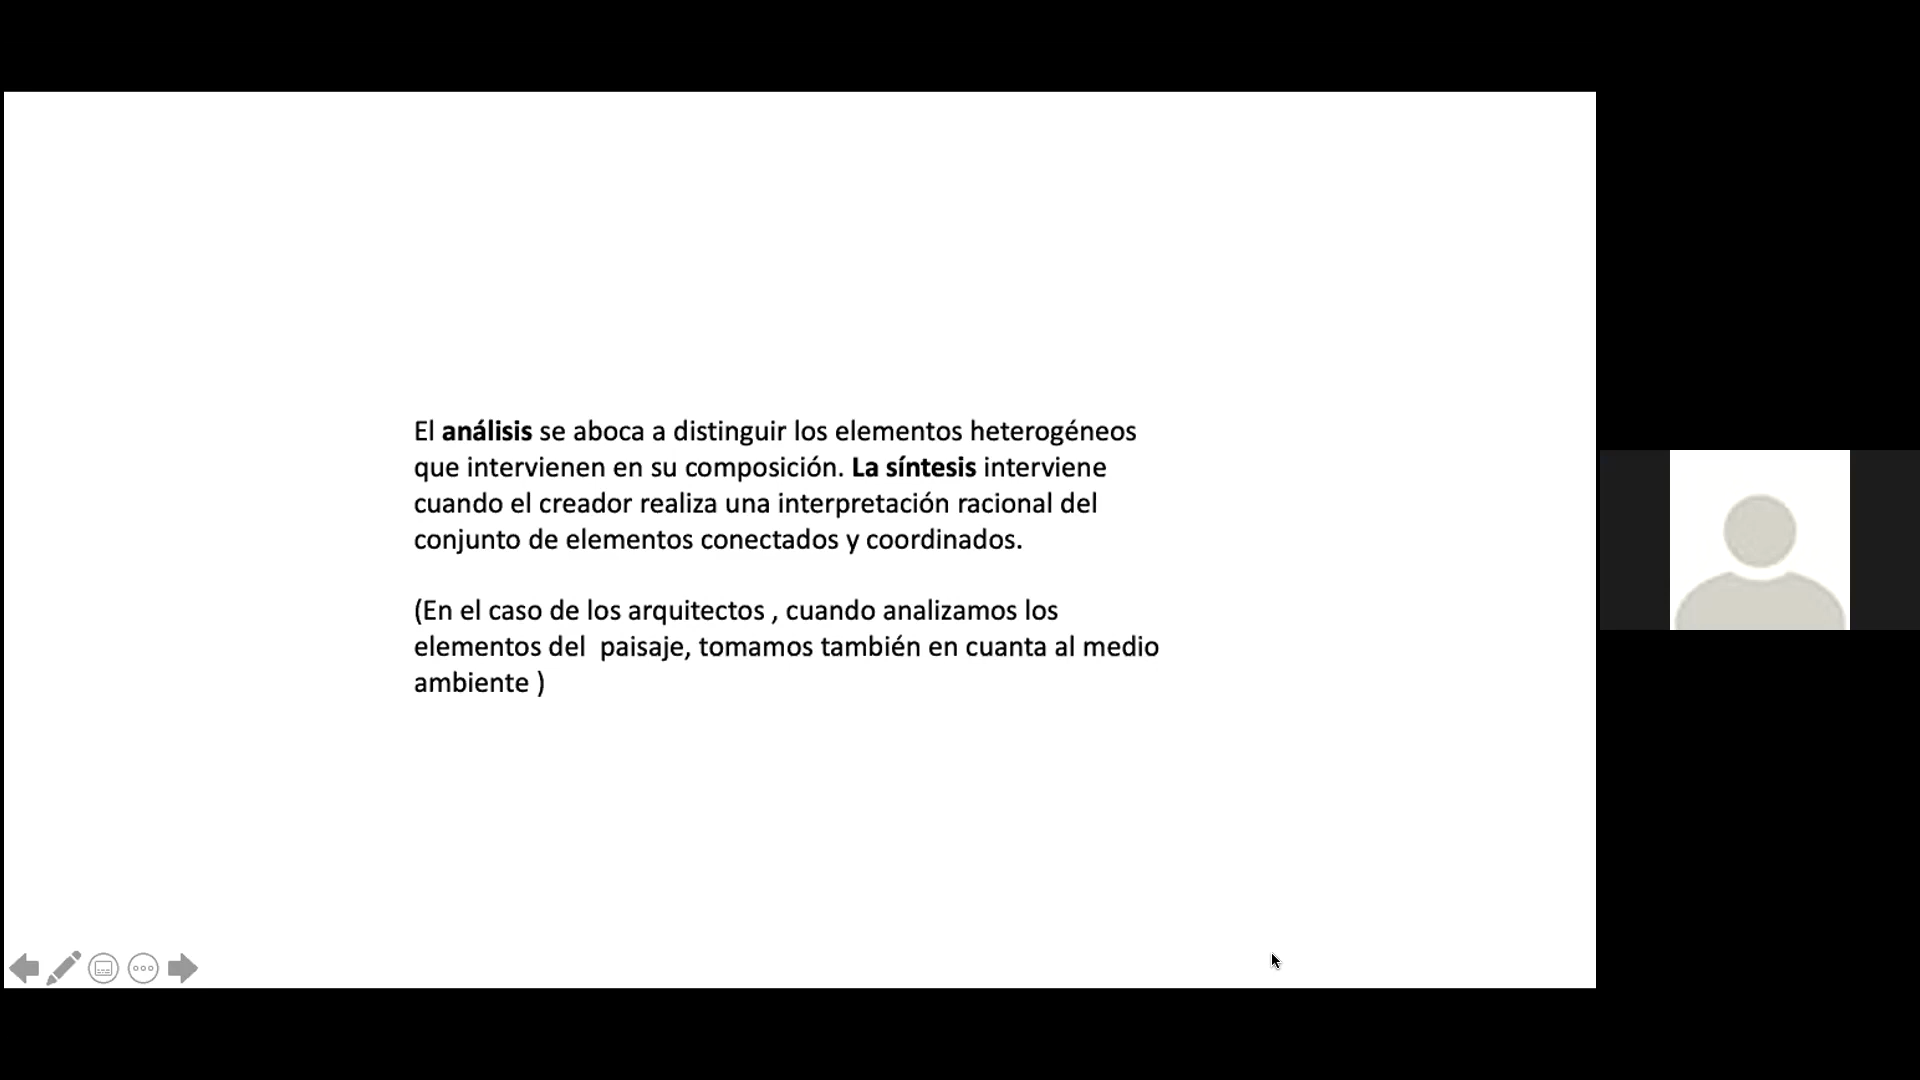 El análisis se aboca a distinguir los elementos heterogéneos
que intervienen en su composición. La síntesis interviene
cuando el creador realiza una interpretación racional del
conjunto de elementos conectados y coordinados.
(En el caso de los arquitectos , cuando analizamos los
elementos del  paisaje, tomamos también en cuanta al medio
ambiente )